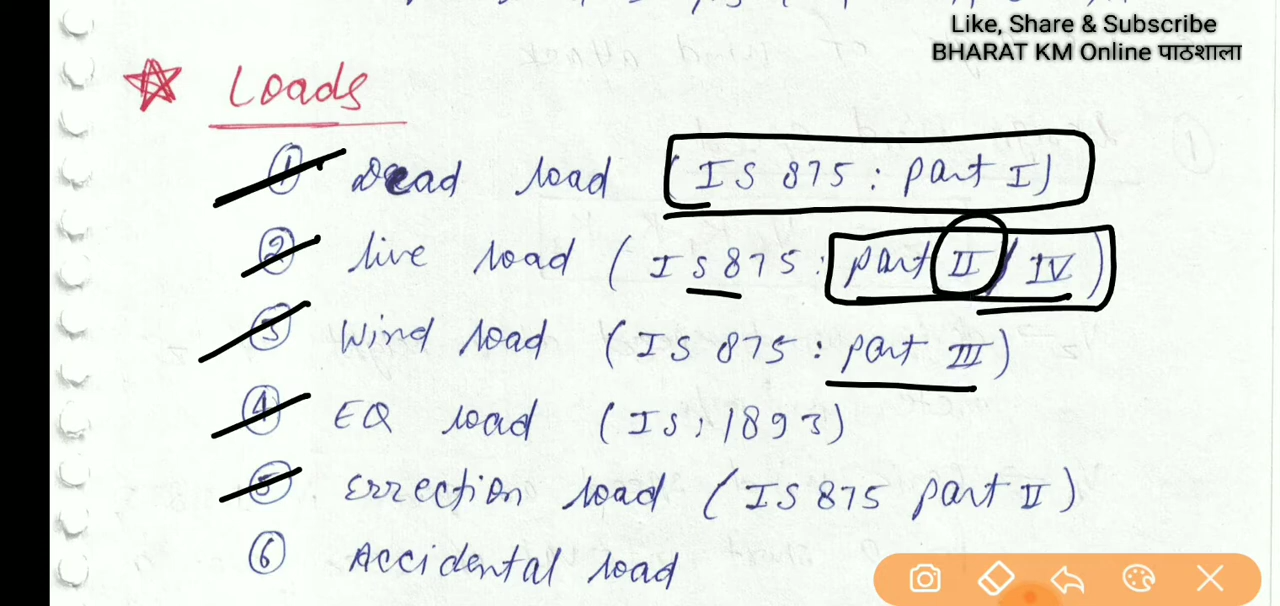 Like, Share & Subscribe
BHARAT KM Online पाठशाला
Loads
① Dead load (IS 875 : part I)
② live load (IS 875 : part II / IV)
③ Wind load (IS 875 : part III)
④ EQ load (IS : 1893)
⑤ Errection load (IS 875 part II)
⑥ Accidental load